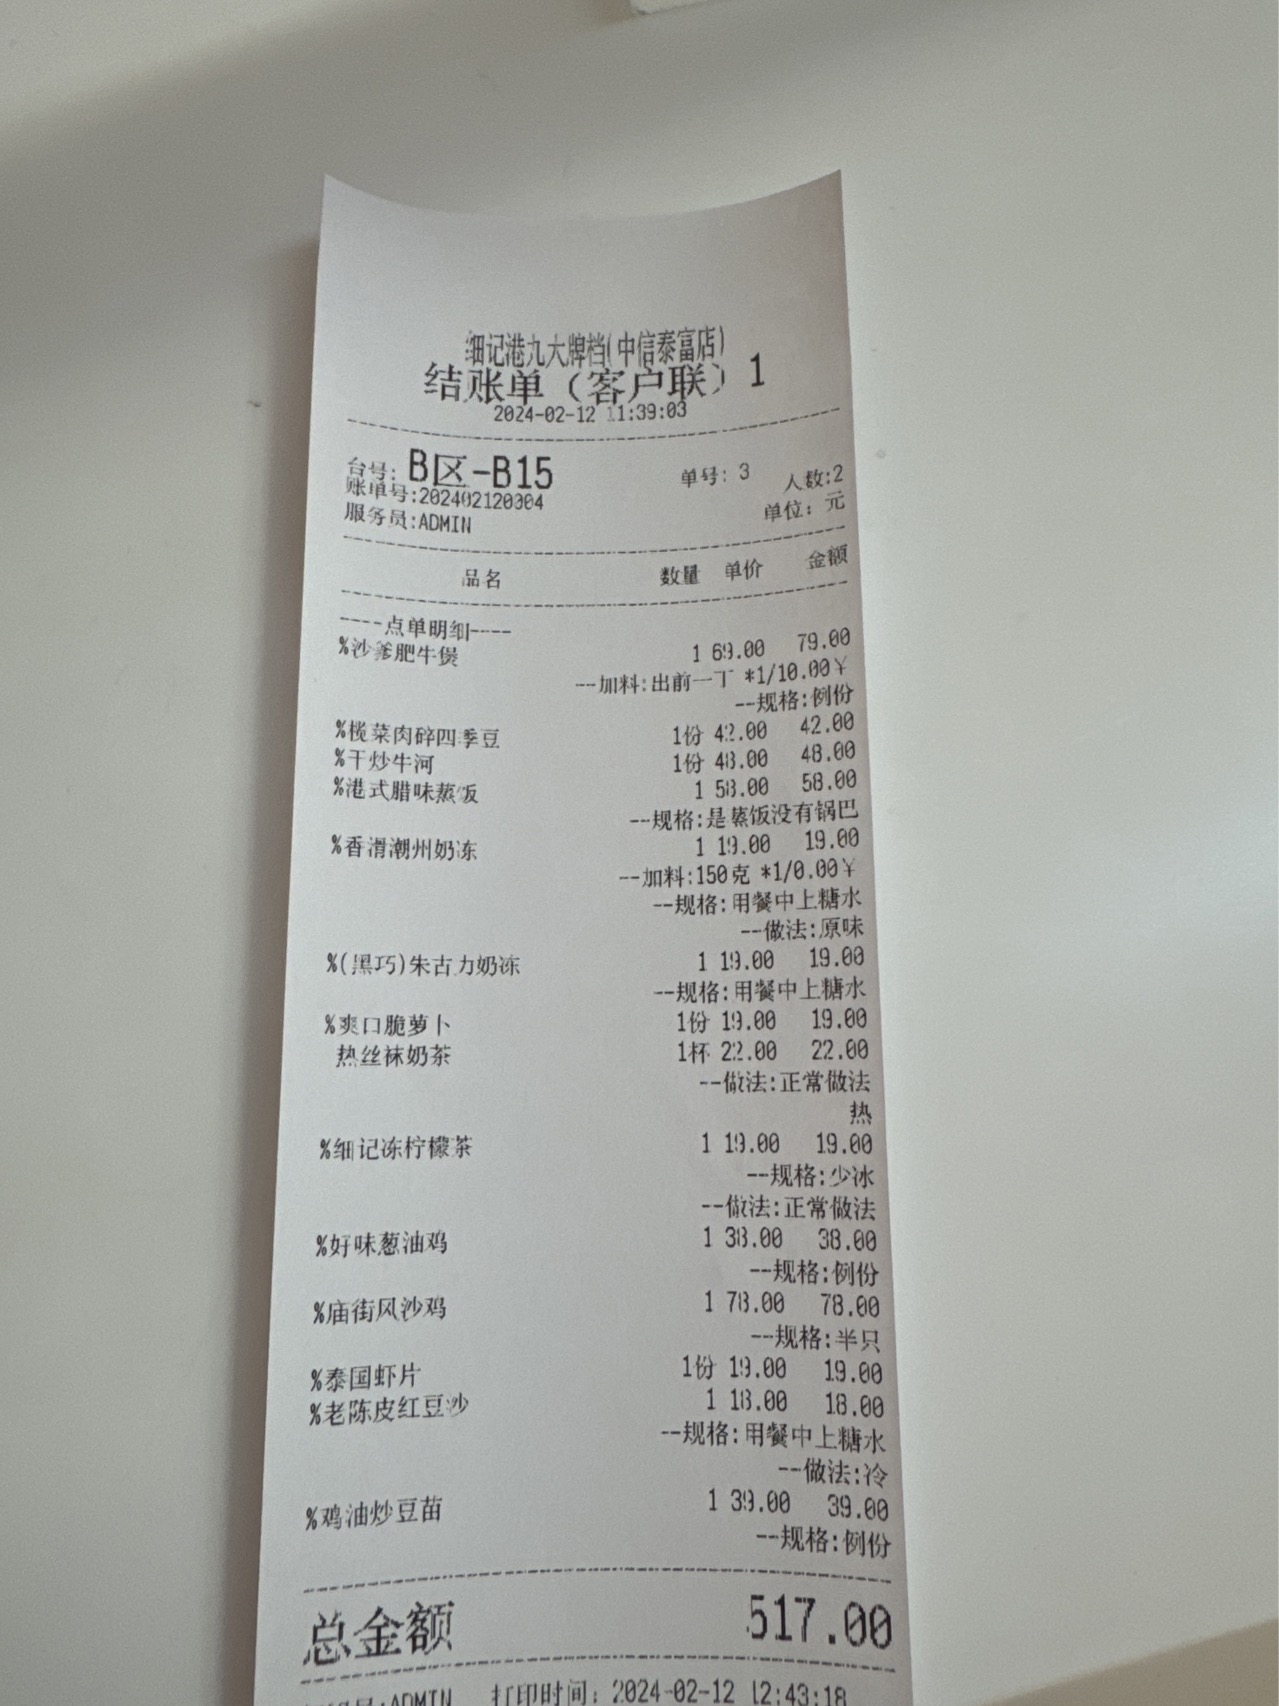 细记港九大牌档(中信泰富店)
结账单（客户联）1
2024-02-12 11:39:03
台号: B区-B15 单号: 3 人数:2
账单号:202402120004
服务员:ADMIN 单位: 元
品名 数量 单价 金额
----点单明细----
%沙爹肥牛煲 1 69.00 79.00
--加料:出前一丁 *1/10.00¥
--规格:例份
%榄菜肉碎四季豆 1份 42.00 42.00
%干炒牛河 1份 48.00 48.00
%港式腊味蒸饭 1 58.00 58.00
--规格:是蒸饭没有锅巴
%香滑潮州奶冻 1 19.00 19.00
--加料:150克 *1/0.00¥
--规格:用餐中上糖水
--做法:原味
%(黑巧)朱古力奶冻 1 19.00 19.00
--规格:用餐中上糖水
%爽口脆萝卜 1份 19.00 19.00
热丝袜奶茶 1杯 22.00 22.00
--做法:正常做法
热
%细记冻柠檬茶 1 19.00 19.00
--规格:少冰
--做法:正常做法
%好味葱油鸡 1 38.00 38.00
--规格:例份
%庙街风沙鸡 1 78.00 78.00
--规格:半只
%泰国虾片 1份 19.00 19.00
%老陈皮红豆沙 1 18.00 18.00
--规格:用餐中上糖水
--做法:冷
%鸡油炒豆苗 1 39.00 39.00
--规格:例份
总金额 517.00
员:ADMIN 打印时间: 2024-02-12 12:43:18